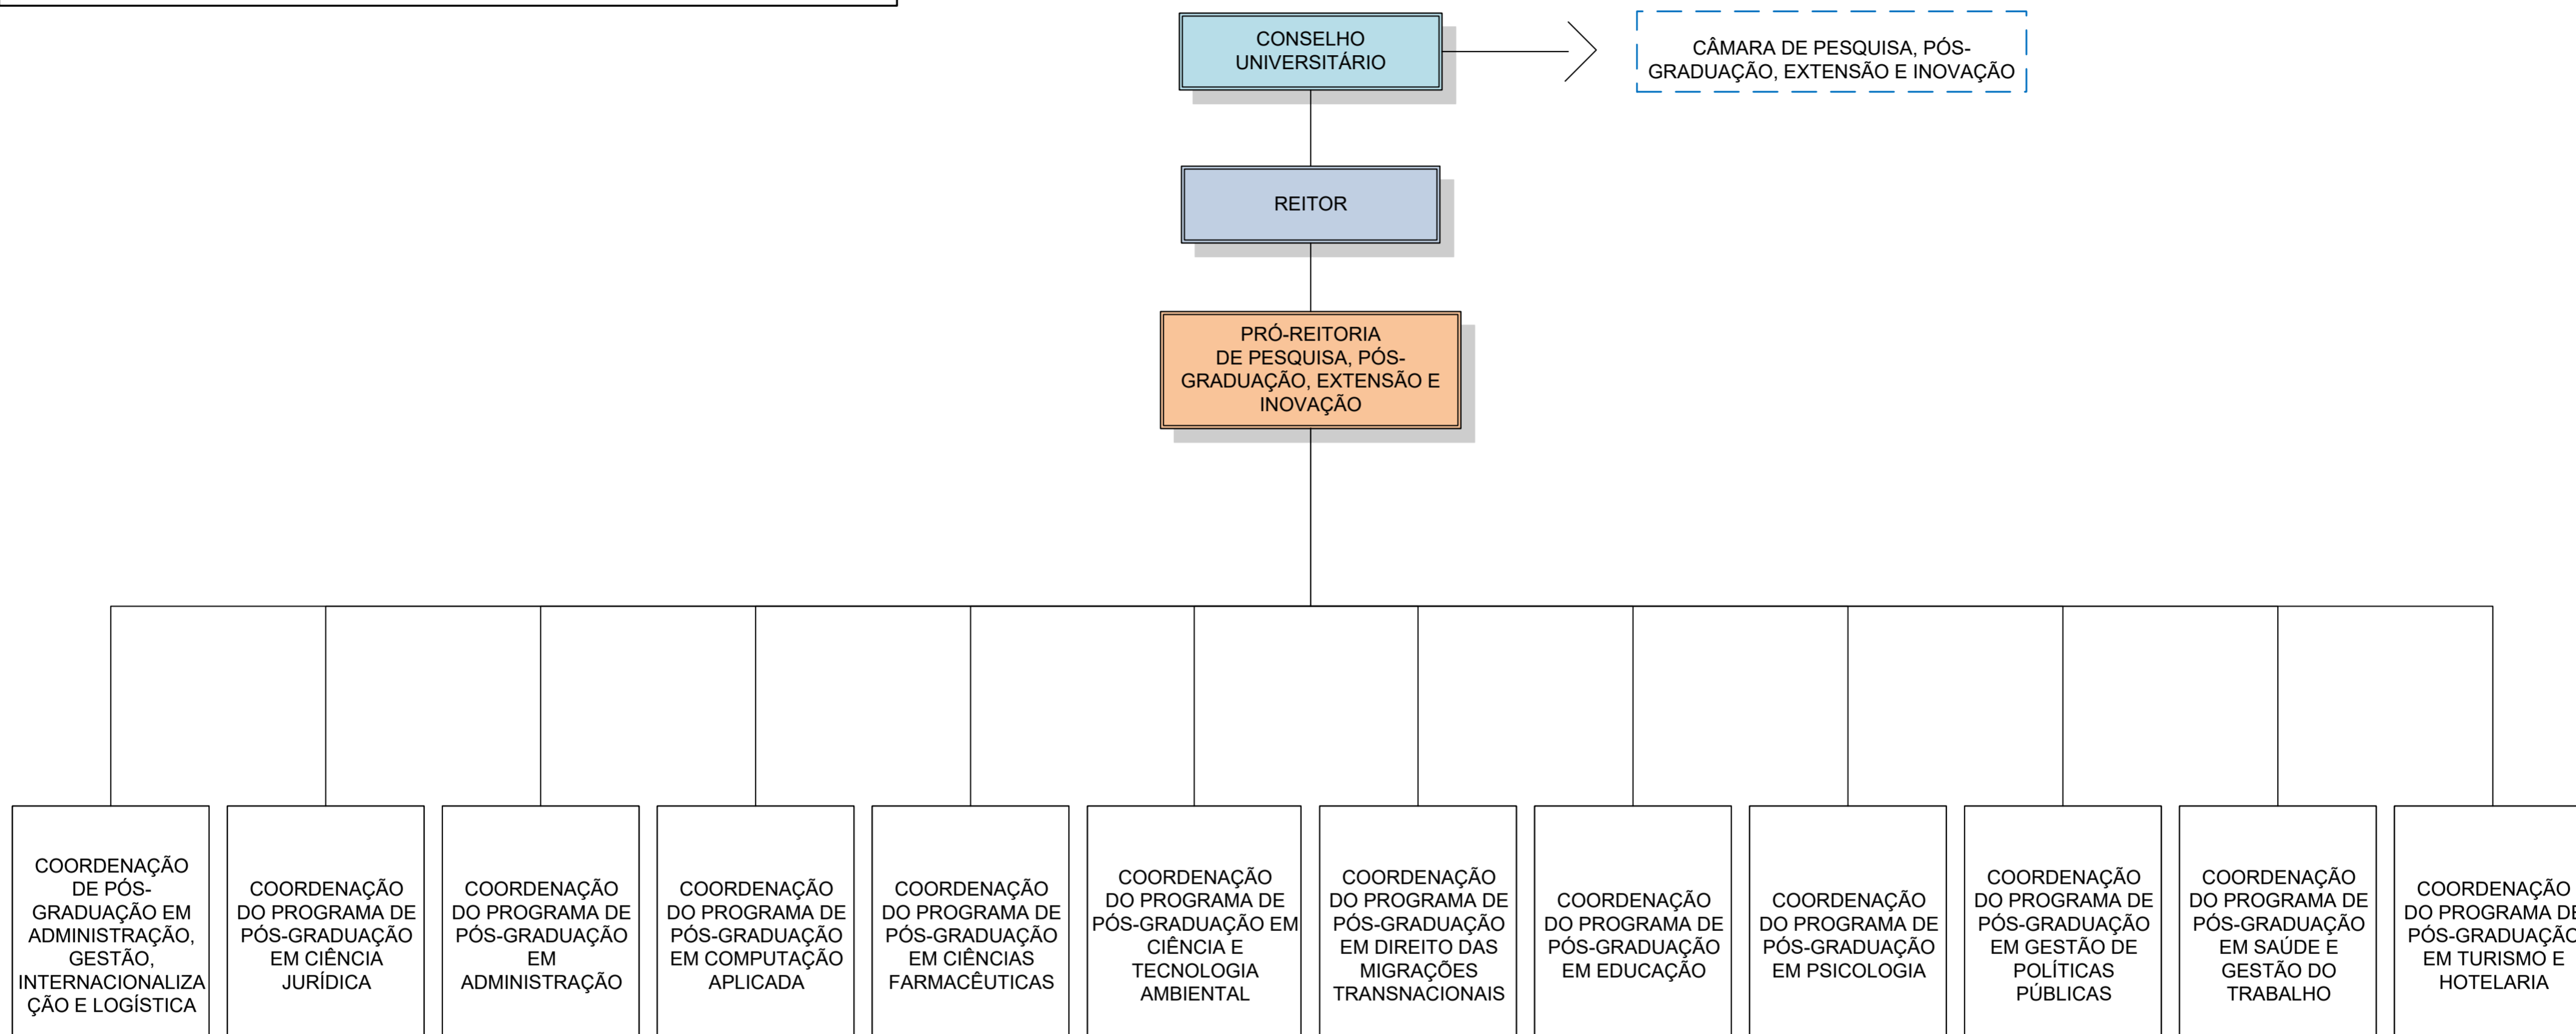 CONSELHO
UNIVERSITÁRIO
CÂMARA DE PESQUISA, PÓS-
GRADUAÇÃO, EXTENSÃO E INOVAÇÃO
REITOR
PRÓ-REITORIA
DE PESQUISA, PÓS-
GRADUAÇÃO, EXTENSÃO E
INOVAÇÃO
COORDENAÇÃO
DE PÓS-
GRADUAÇÃO EM
ADMINISTRAÇÃO,
GESTÃO,
INTERNACIONALIZA
ÇÃO E LOGÍSTICA
COORDENAÇÃO
DO PROGRAMA DE
PÓS-GRADUAÇÃO
EM CIÊNCIA
JURÍDICA
COORDENAÇÃO
DO PROGRAMA DE
PÓS-GRADUAÇÃO
EM
ADMINISTRAÇÃO
COORDENAÇÃO
DO PROGRAMA DE
PÓS-GRADUAÇÃO
EM COMPUTAÇÃO
APLICADA
COORDENAÇÃO
DO PROGRAMA DE
PÓS-GRADUAÇÃO
EM CIÊNCIAS
FARMACÊUTICAS
COORDENAÇÃO
DO PROGRAMA DE
PÓS-GRADUAÇÃO EM
CIÊNCIA E
TECNOLOGIA
AMBIENTAL
COORDENAÇÃO
DO PROGRAMA DE
PÓS-GRADUAÇÃO
EM DIREITO DAS
MIGRAÇÕES
TRANSNACIONAIS
COORDENAÇÃO
DO PROGRAMA DE
PÓS-GRADUAÇÃO
EM EDUCAÇÃO
COORDENAÇÃO
DO PROGRAMA DE
PÓS-GRADUAÇÃO
EM PSICOLOGIA
COORDENAÇÃO
DO PROGRAMA DE
PÓS-GRADUAÇÃO
EM GESTÃO DE
POLÍTICAS
PÚBLICAS
COORDENAÇÃO
DO PROGRAMA DE
PÓS-GRADUAÇÃO
EM SAÚDE E
GESTÃO DO
TRABALHO
COORDENAÇÃO
DO PROGRAMA DE
PÓS-GRADUAÇÃO
EM TURISMO E
HOTELARIA